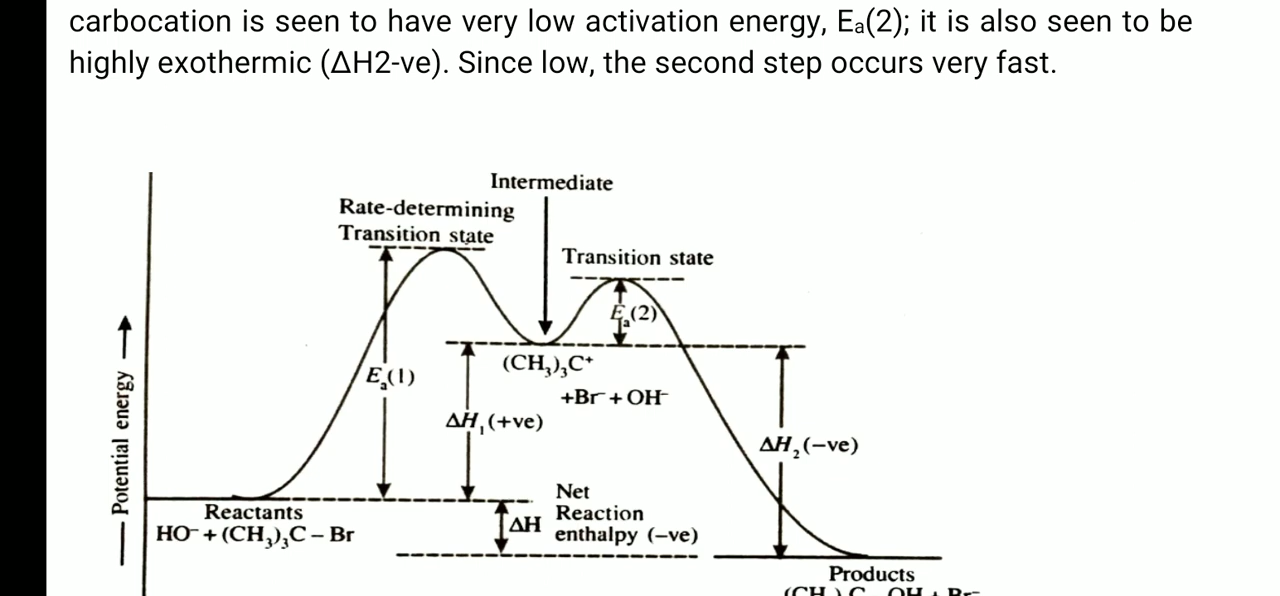 carbocation is seen to have very low activation energy, Eₐ(2); it is also seen to be
highly exothermic (ΔH2-ve). Since low, the second step occurs very fast.
Intermediate
Rate-determining
Transition state
Transition state
Eₐ(2)
(CH₃)₃C⁺
+Br⁻ + OH⁻
Eₐ(1)
ΔH₁(+ve)
ΔH₂(−ve)
Potential energy
Reactants
HO⁻ + (CH₃)₃C – Br
ΔH
Net
Reaction
enthalpy (−ve)
Products